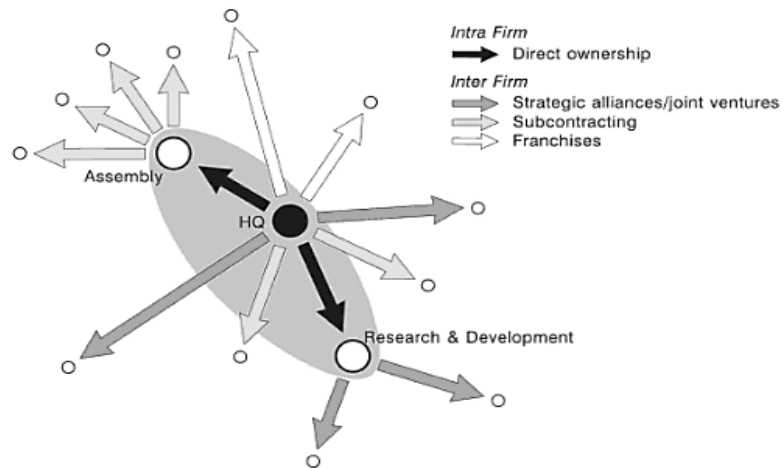 Intra Firm
Direct ownership
Inter Firm
Strategic alliances/joint ventures
Subcontracting
Franchises
Assembly
HQ
Research & Development